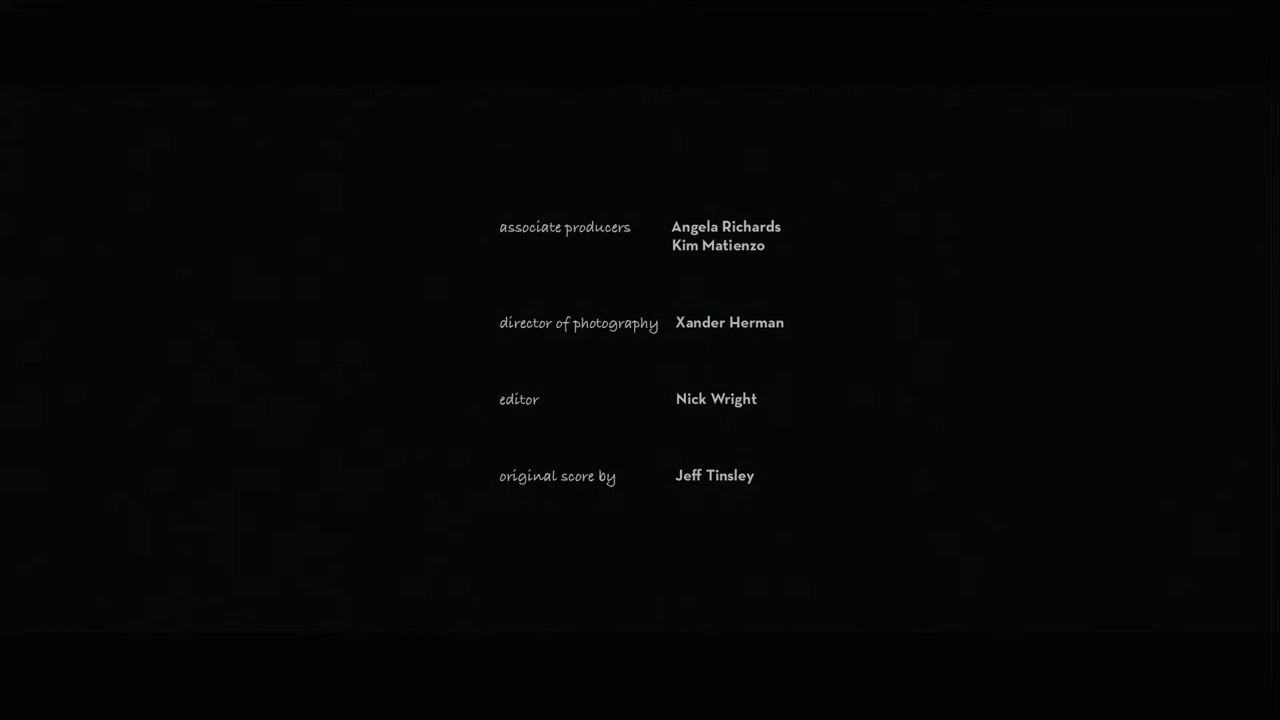 associate producers Angela Richards
Kim Matienzo
director of photography Xander Herman
editor Nick Wright
original score by Jeff Tinsley